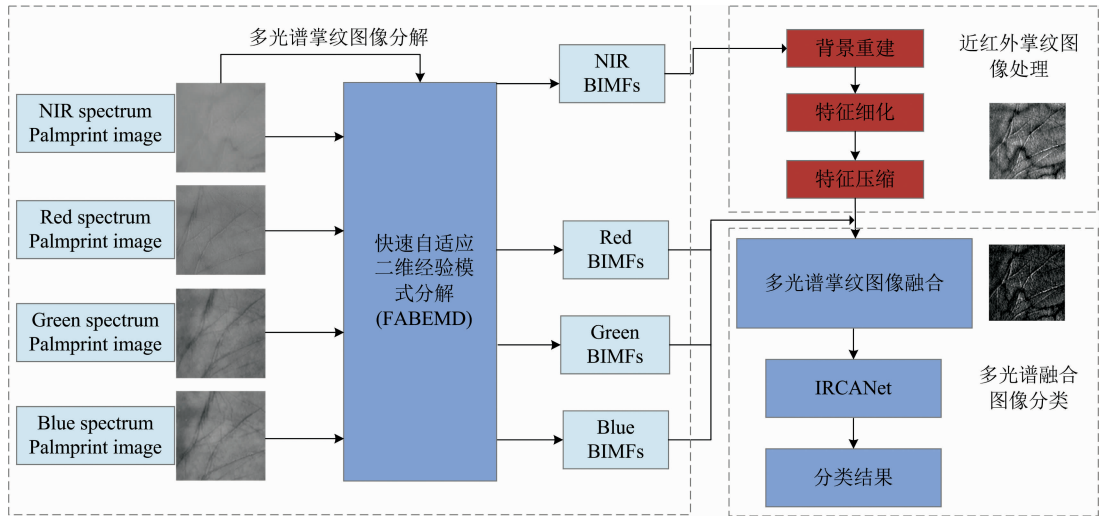 多光谱掌纹图像分解
NIR spectrum
Palmprint image
Red spectrum
Palmprint image
Green spectrum
Palmprint image
Blue spectrum
Palmprint image
快速自适应
二维经验模
式分解
(FABEMD)
NIR
BIMFs
Red
BIMFs
Green
BIMFs
Blue
BIMFs
背景重建
特征细化
特征压缩
近红外掌纹图
像处理
多光谱掌纹图像融合
IRCANet
分类结果
多光谱融合
图像分类